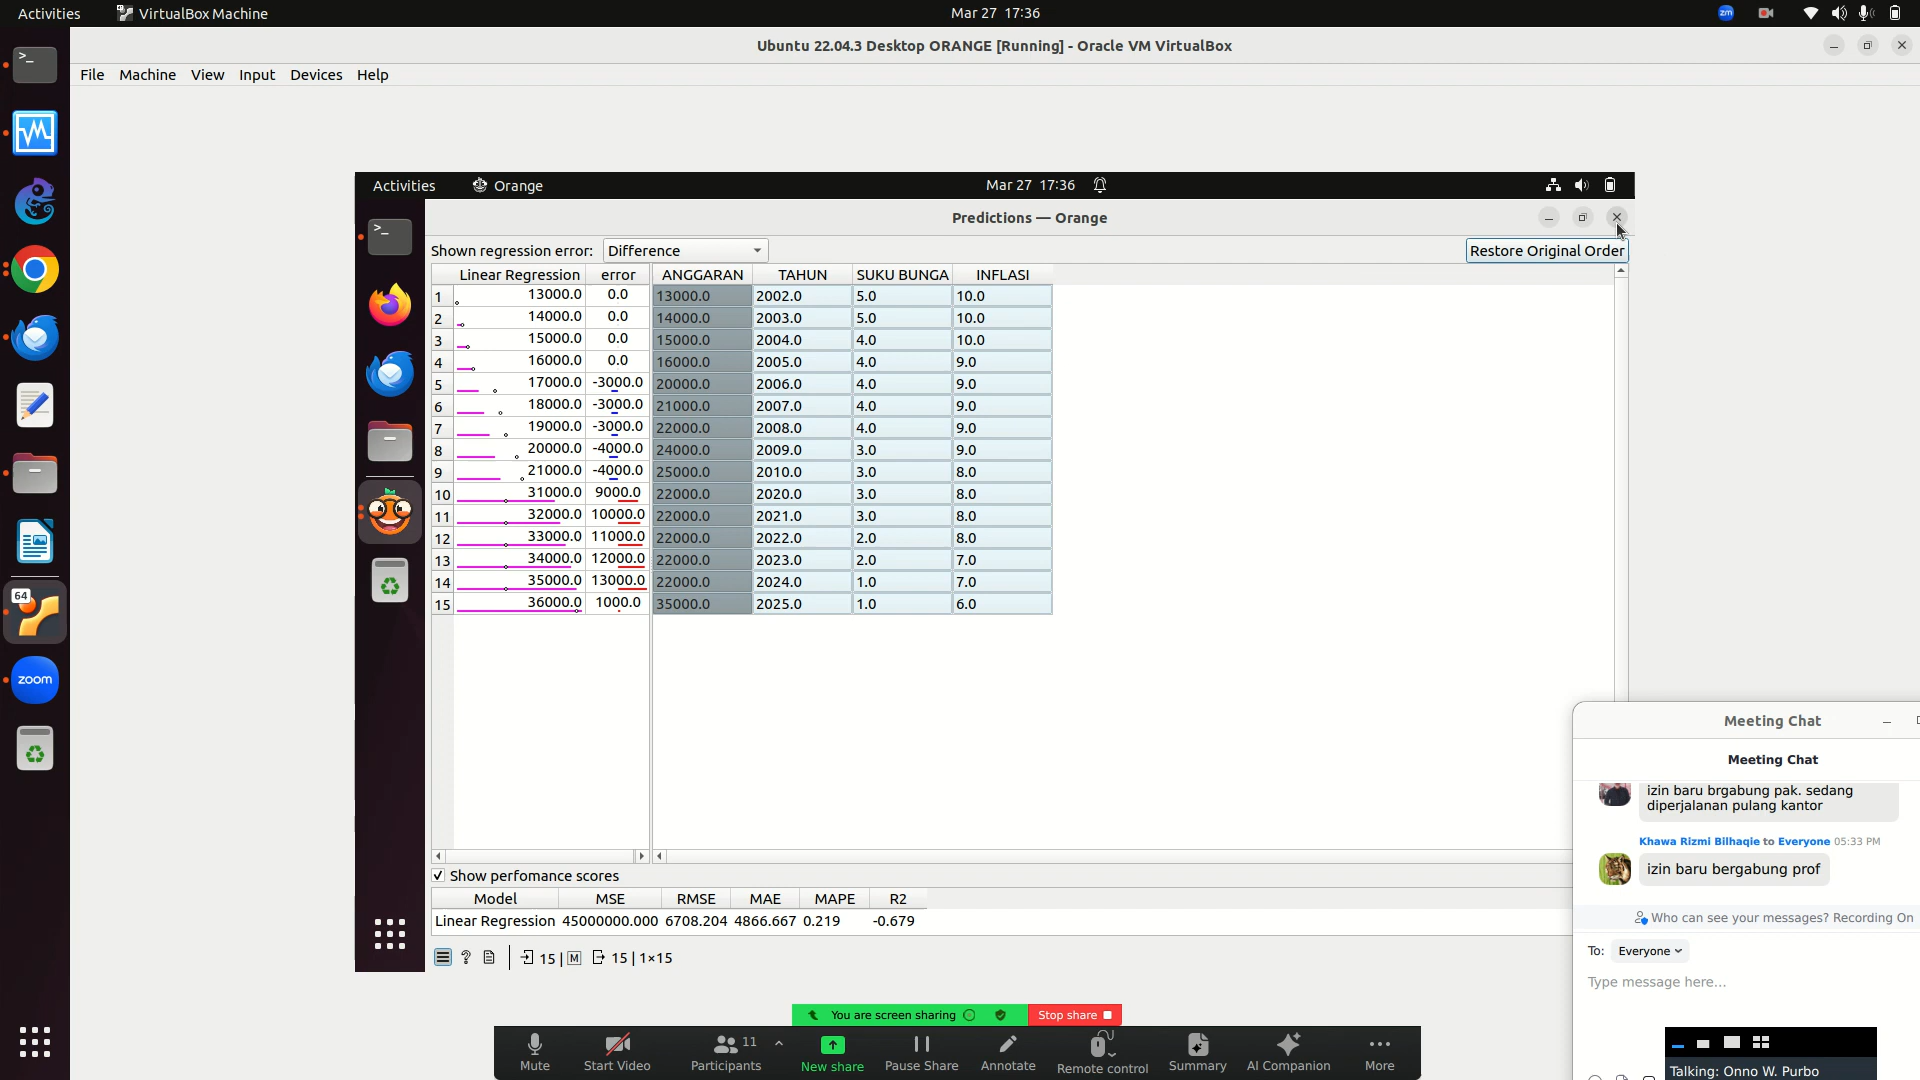 Activities VirtualBox Machine Mar 27 17:36 zm
Ubuntu 22.04.3 Desktop ORANGE [Running] - Oracle VM VirtualBox
File Machine View Input Devices Help
Activities Orange Mar 27 17:36
Predictions — Orange
Shown regression error: Difference Restore Original Order
Linear Regression error ANGGARAN TAHUN SUKU BUNGA INFLASI
1 13000.0 0.0 13000.0 2002.0 5.0 10.0
2 14000.0 0.0 14000.0 2003.0 5.0 10.0
3 15000.0 0.0 15000.0 2004.0 4.0 10.0
4 16000.0 0.0 16000.0 2005.0 4.0 9.0
5 17000.0 -3000.0 20000.0 2006.0 4.0 9.0
6 18000.0 -3000.0 21000.0 2007.0 4.0 9.0
7 19000.0 -3000.0 22000.0 2008.0 4.0 9.0
8 20000.0 -4000.0 24000.0 2009.0 3.0 9.0
9 21000.0 -4000.0 25000.0 2010.0 3.0 8.0
10 31000.0 9000.0 22000.0 2020.0 3.0 8.0
11 32000.0 10000.0 22000.0 2021.0 3.0 8.0
12 33000.0 11000.0 22000.0 2022.0 2.0 8.0
13 34000.0 12000.0 22000.0 2023.0 2.0 7.0
14 35000.0 13000.0 22000.0 2024.0 1.0 7.0
15 36000.0 1000.0 35000.0 2025.0 1.0 6.0
64
zoom
Show perfomance scores
Model MSE RMSE MAE MAPE R2
Linear Regression 45000000.000 6708.204 4866.667 0.219 -0.679
? 15 | M 15 | 1×15
Meeting Chat
Meeting Chat
izin baru brgabung pak. sedang
diperjalanan pulang kantor
Khawa Rizmi Bilhaqie to Everyone 05:33 PM
izin baru bergabung prof
Who can see your messages? Recording On
To: Everyone
Type message here...
Talking: Onno W. Purbo
You are screen sharing Stop share
11
Mute Start Video Participants New share Pause Share Annotate Remote control Summary AI Companion More